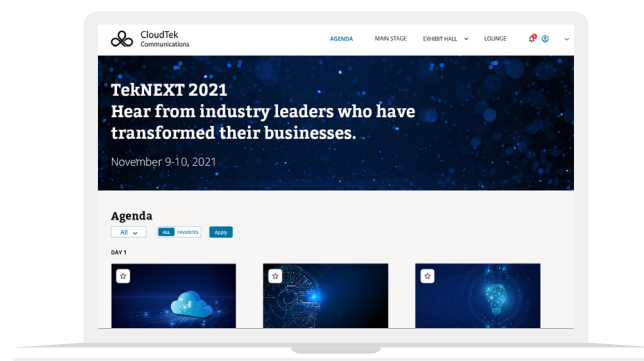 CloudTek
Communications
AGENDA MAIN STAGE EXHIBIT HALL LOUNGE
TekNEXT 2021
Hear from industry leaders who have
transformed their businesses.
November 9-10, 2021
Agenda
All ALL FAVORITES Apply
DAY 1